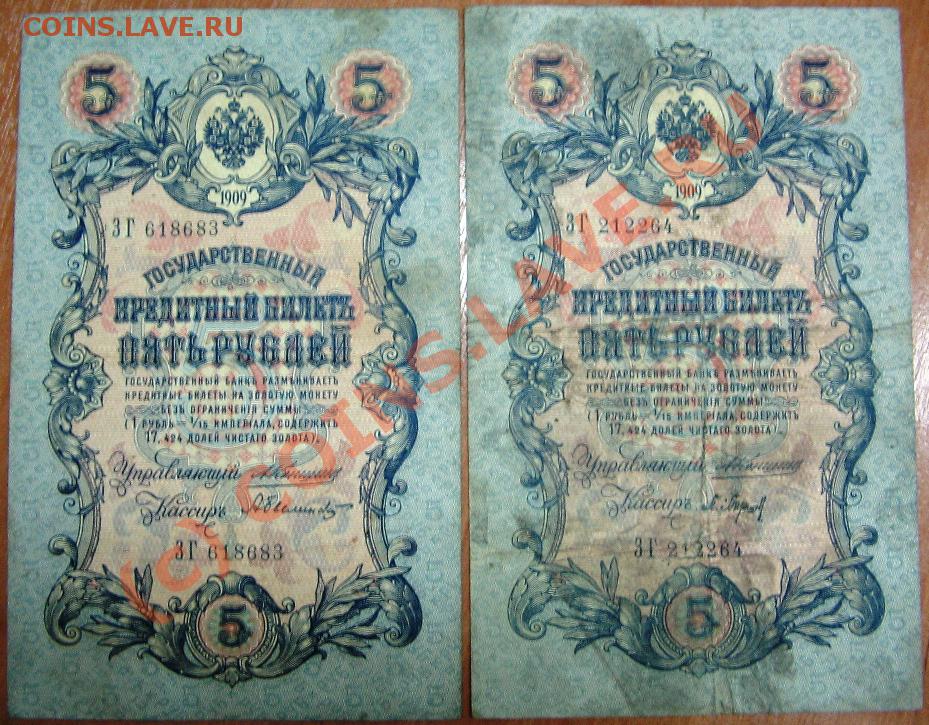 COINS.LAVE.RU
5 5
1909
ЗГ 618683
ГОСУДАРСТВЕННЫЙ
КРЕДИТНЫЙ БИЛЕТЪ
ПЯТЬ РУБЛЕЙ
ГОСУДАРСТВЕННЫЙ БАНКЪ РАЗМѢНИВАЕТЪ
КРЕДИТНЫЕ БИЛЕТЫ НА ЗОЛОТУЮ МОНЕТУ
БЕЗЪ ОГРАНИЧЕНІЯ СУММЫ
(1 РУБЛЬ = 1/15 ИМПЕРІАЛА, СОДЕРЖИТЪ
17,424 ДОЛЕЙ ЧИСТАГО ЗОЛОТА).
Управляющій
Кассиръ
ЗГ 618683
5
5 5
1909
ЗГ 212264
ГОСУДАРСТВЕННЫЙ
КРЕДИТНЫЙ БИЛЕТЪ
ПЯТЬ РУБЛЕЙ
ГОСУДАРСТВЕННЫЙ БАНКЪ РАЗМѢНИВАЕТЪ
КРЕДИТНЫЕ БИЛЕТЫ НА ЗОЛОТУЮ МОНЕТУ
БЕЗЪ ОГРАНИЧЕНІЯ СУММЫ
(1 РУБЛЬ = 1/15 ИМПЕРІАЛА, СОДЕРЖИТЪ
17,424 ДОЛЕЙ ЧИСТАГО ЗОЛОТА).
Управляющій
Кассиръ
ЗГ 212264
5
(c) COINS.LAVE.RU